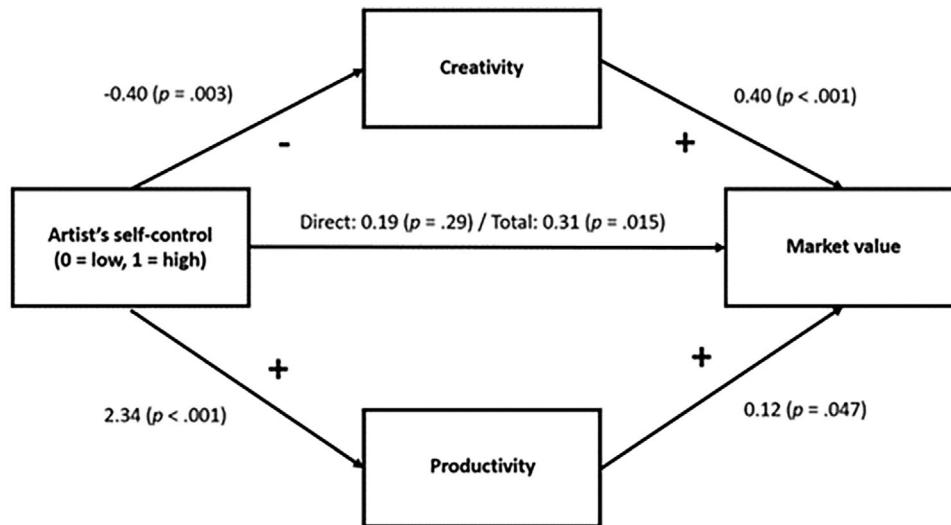 Creativity
-0.40 (p = .003)
0.40 (p < .001)
-
+
Artist's self-control
(0 = low, 1 = high)
Direct: 0.19 (p = .29) / Total: 0.31 (p = .015)
Market value
+
+
2.34 (p < .001)
0.12 (p = .047)
Productivity